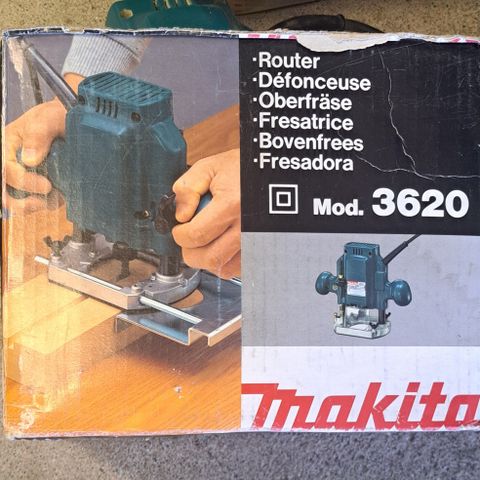 ·Router
·Défonceuse
·Oberfräse
·Fresatrice
·Bovenfrees
·Fresadora
Mod. 3620
makita